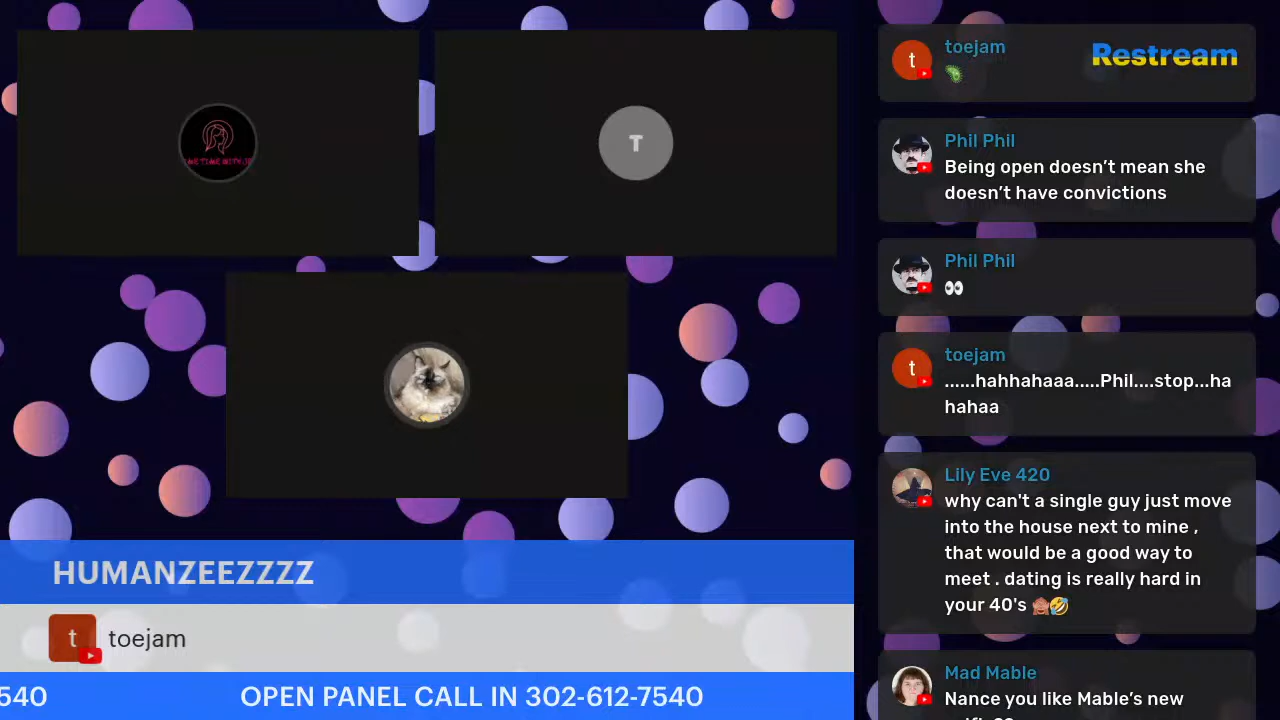 T
HUMANZEEZZZZ
t
toejam
540
OPEN PANEL CALL IN 302-612-7540
Restream
t
toejam
🦠
Phil Phil
Being open doesn’t mean she
doesn’t have convictions
Phil Phil
👀
t
toejam
......hahhahaaa.....Phil....stop...ha
hahaa
Lily Eve 420
why can't a single guy just move
into the house next to mine ,
that would be a good way to
meet . dating is really hard in
your 40's 🙈🤣
Mad Mable
Nance you like Mable’s new